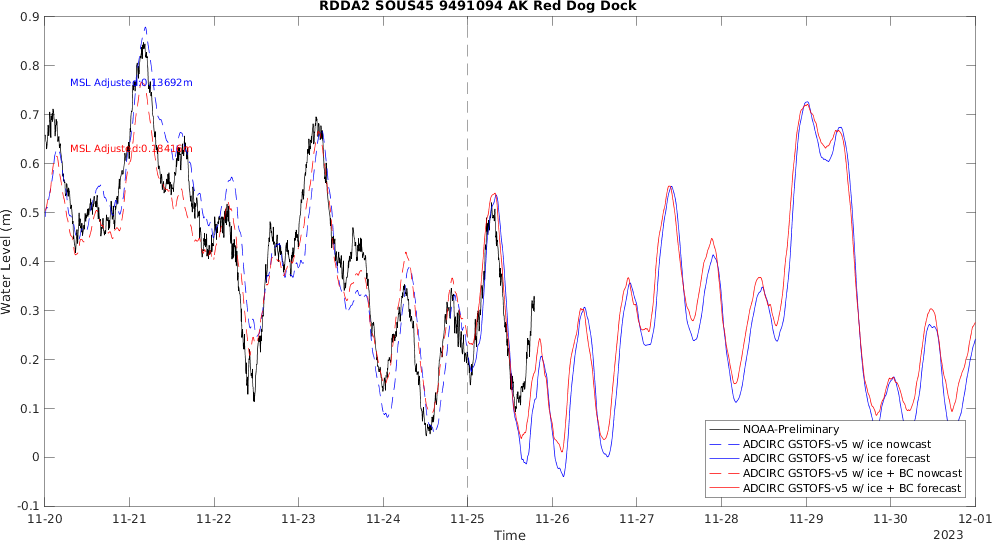 RDDA2 SOUS45 9491094 AK Red Dog Dock
0.9
0.8
0.7
0.6
0.5
0.4
0.3
0.2
0.1
0
-0.1
Water Level (m)
MSL Adjusted:0.13692m
MSL
NOAA-Preliminary
ADCIRC GSTOFS-v5 w/ ice nowcast
ADCIRC GSTOFS-v5 w/ ice forecast
ADCIRC GSTOFS-v5 w/ ice + BC nowcast
ADCIRC GSTOFS-v5 w/ ice + BC forecast
11-20 11-21 11-22 11-23 11-24 11-25 11-26 11-27 11-28 11-29 11-30 12-01
Time
2023